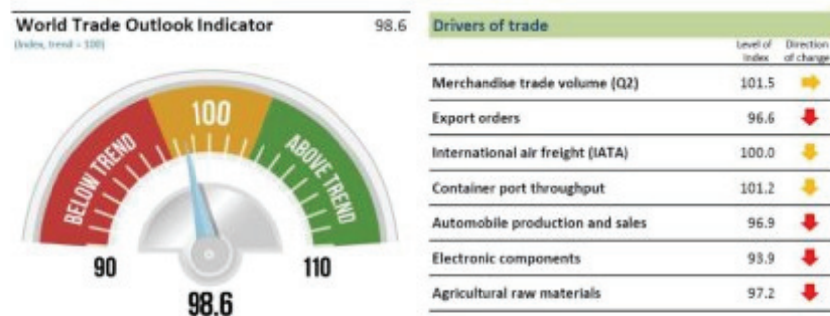 World Trade Outlook Indicator 98.6
(Index, trend = 100)
BELOW TREND
100
ABOVE TREND
90
110
98.6
Drivers of trade
Level of Index
Direction of change
Merchandise trade volume (Q2) 101.5
Export orders 96.6
International air freight (IATA) 100.0
Container port throughput 101.2
Automobile production and sales 96.9
Electronic components 93.9
Agricultural raw materials 97.2